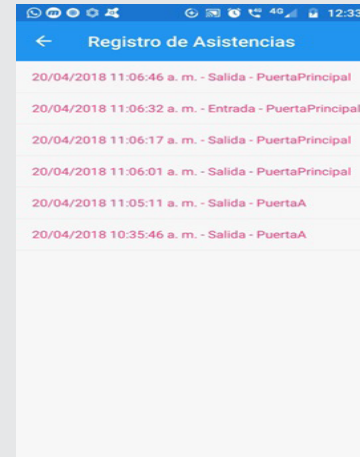 4G 12:33
Registro de Asistencias
20/04/2018 11:06:46 a. m. - Salida - PuertaPrincipal
20/04/2018 11:06:32 a. m. - Entrada - PuertaPrincipal
20/04/2018 11:06:17 a. m. - Salida - PuertaPrincipal
20/04/2018 11:06:01 a. m. - Salida - PuertaPrincipal
20/04/2018 11:05:11 a. m. - Salida - PuertaA
20/04/2018 10:35:46 a. m. - Salida - PuertaA